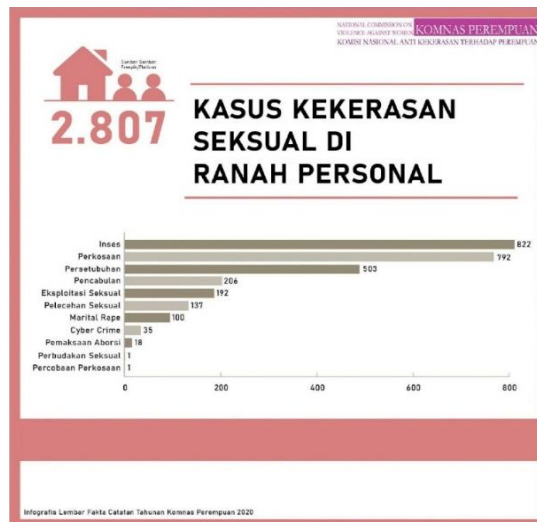 NATIONAL COMMISSION ON
VIOLENCE AGAINST WOMEN
KOMNAS PEREMPUAN
KOMISI NASIONAL ANTI KEKERASAN TERHADAP PEREMPUAN
2.807
KASUS KEKERASAN
SEKSUAL DI
RANAH PERSONAL
Inses 822
Perkosaan 792
Persetubuhan 503
Pencabulan 206
Eksploitasi Seksual 192
Pelecehan Seksual 137
Marital Rape 100
Cyber Crime 35
Pemaksaan Aborsi 18
Perbudakan Seksual 1
Percobaan Perkosaan 1
0 200 400 600 800
Infografis Lembar Fakta Catatan Tahunan Komnas Perempuan 2020